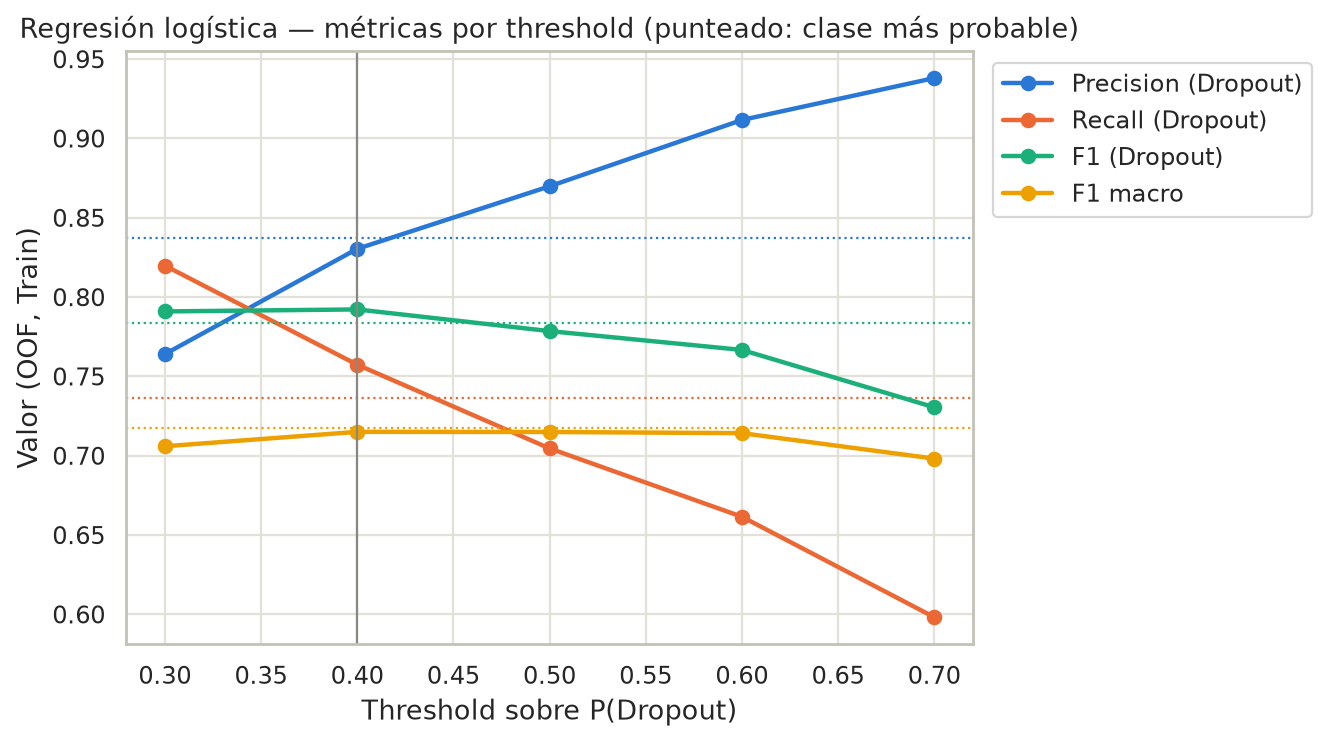 Regresión logística — métricas por threshold (punteado: clase más probable)
0.95
0.90
0.85
0.80
0.75
0.70
0.65
0.60
Valor (OOF, Train)
0.30 0.35 0.40 0.45 0.50 0.55 0.60 0.65 0.70
Threshold sobre P(Dropout)
Precision (Dropout)
Recall (Dropout)
F1 (Dropout)
F1 macro